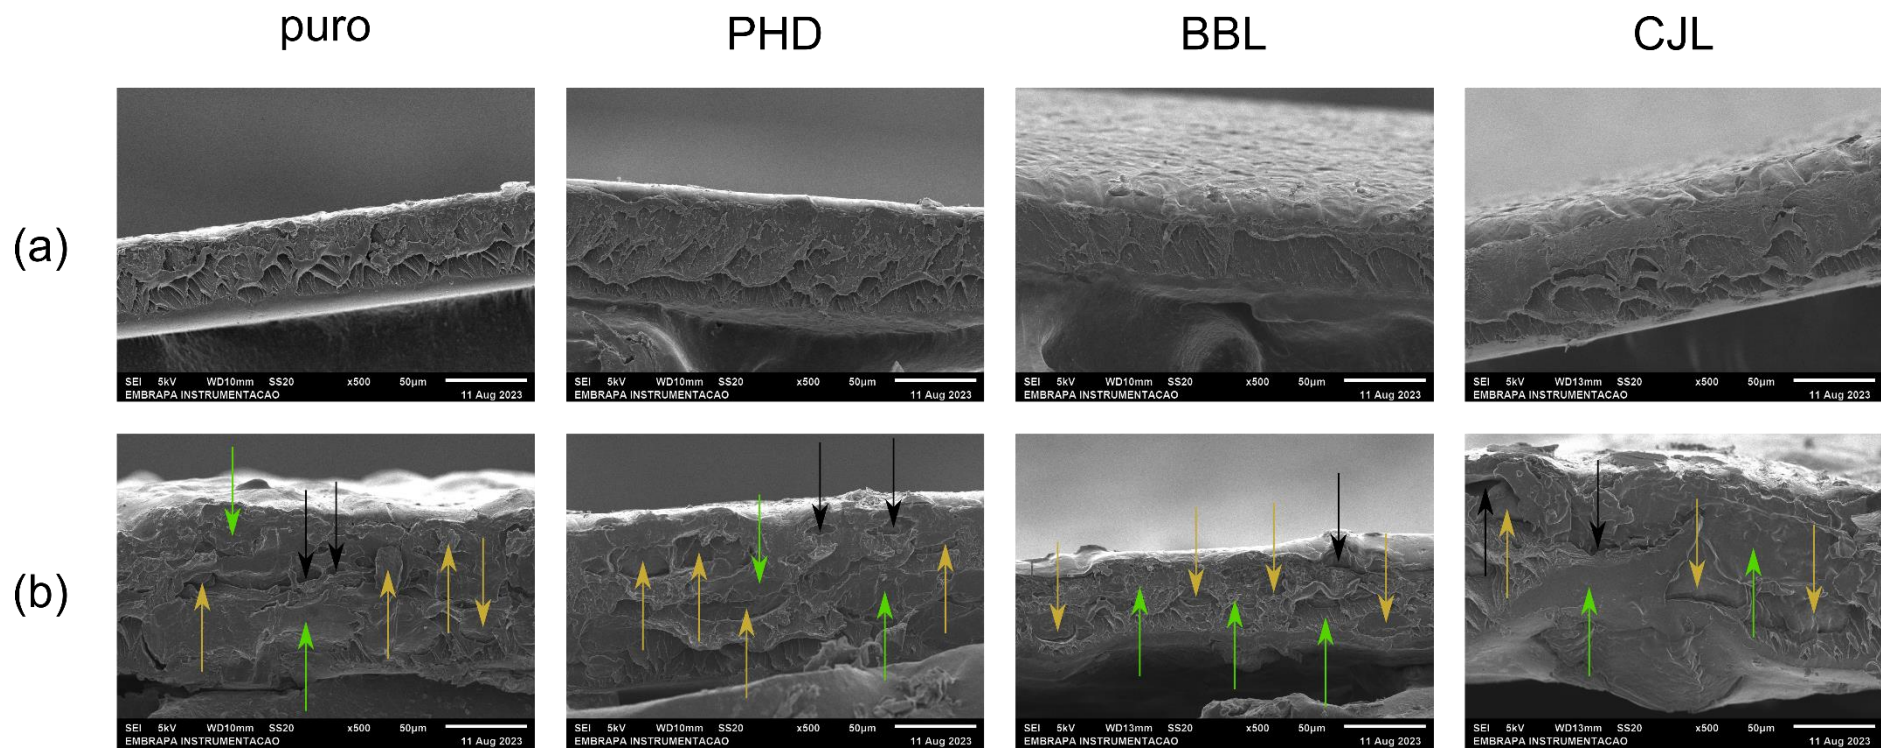 puro PHD BBL CJL
(a)
SEI 5kV WD10mm SS20 x500 50µm
EMBRAPA INSTRUMENTACAO 11 Aug 2023
SEI 5kV WD10mm SS20 x500 50µm
EMBRAPA INSTRUMENTACAO 11 Aug 2023
SEI 5kV WD10mm SS20 x500 50µm
EMBRAPA INSTRUMENTACAO 11 Aug 2023
SEI 5kV WD13mm SS20 x500 50µm
EMBRAPA INSTRUMENTACAO 11 Aug 2023
(b)
SEI 5kV WD10mm SS20 x500 50µm
EMBRAPA INSTRUMENTACAO 11 Aug 2023
SEI 5kV WD10mm SS20 x500 50µm
EMBRAPA INSTRUMENTACAO 11 Aug 2023
SEI 5kV WD13mm SS20 x500 50µm
EMBRAPA INSTRUMENTACAO 11 Aug 2023
SEI 5kV WD13mm SS20 x500 50µm
EMBRAPA INSTRUMENTACAO 11 Aug 2023